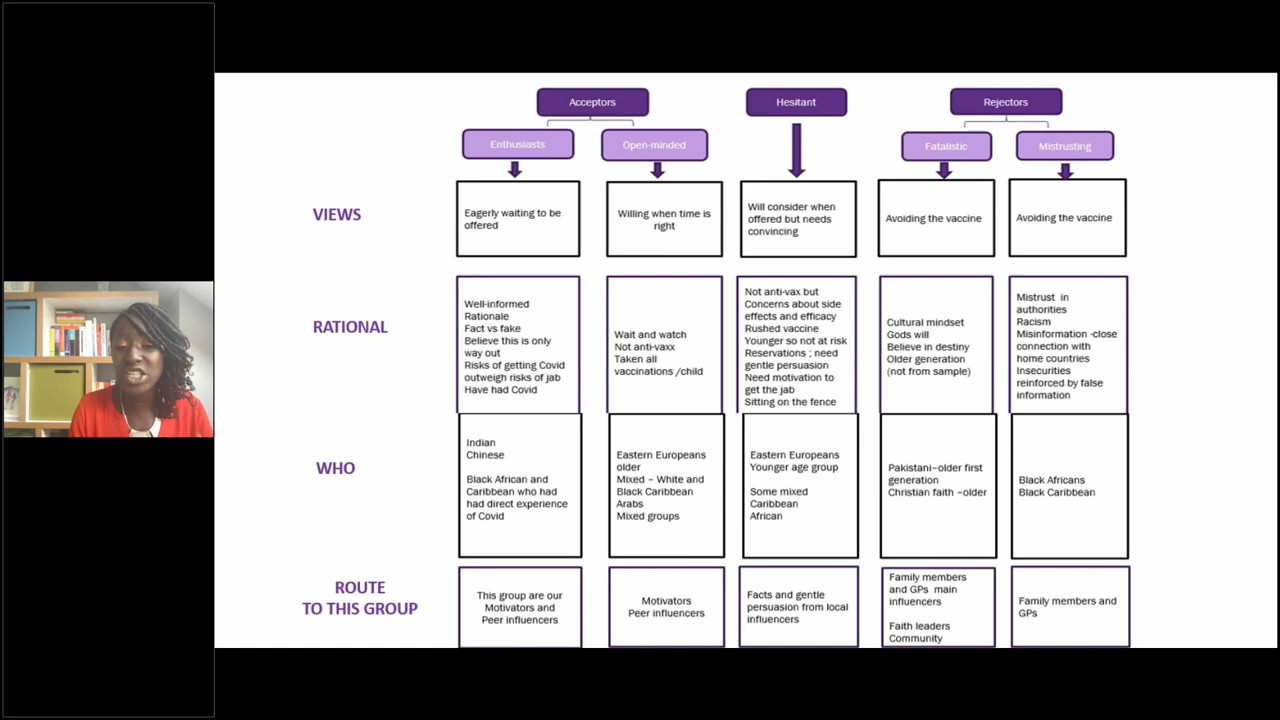 Acceptors
Hesitant
Rejectors
Enthusiasts
Open-minded
Fatalistic
Mistrusting
VIEWS
Eagerly waiting to be
offered
Willing when time is
right
Will consider when
offered but needs
convincing
Avoiding the vaccine
Avoiding the vaccine
RATIONAL
Well-informed
Rationale
Fact vs fake
Believe this is only
way out
Risks of getting Covid
outweigh risks of jab
Have had Covid
Wait and watch
Not anti-vaxx
Taken all
vaccinations /child
Not anti-vax but
Concerns about side
effects and efficacy
Rushed vaccine
Younger so not at risk
Reservations ; need
gentle persuasion
Need motivation to
get the jab
Sitting on the fence
Cultural mindset
Gods will
Believe in destiny
Older generation
(not from sample)
Mistrust in
authorities
Racism
Misinformation -close
connection with
home countries
Insecurities
reinforced by false
information
WHO
Indian
Chinese
Black African and
Caribbean who had
had direct experience
of Covid
Eastern Europeans
older
Mixed – White and
Black Caribbean
Arabs
Mixed groups
Eastern Europeans
Younger age group
Some mixed
Caribbean
African
Pakistani–older first
generation
Christian faith –older
Black Africans
Black Caribbean
ROUTE
TO THIS GROUP
This group are our
Motivators and
Peer influencers
Motivators
Peer influencers
Facts and gentle
persuasion from local
influencers
Family members
and GPs main
influencers
Faith leaders
Community
Family members and
GPs